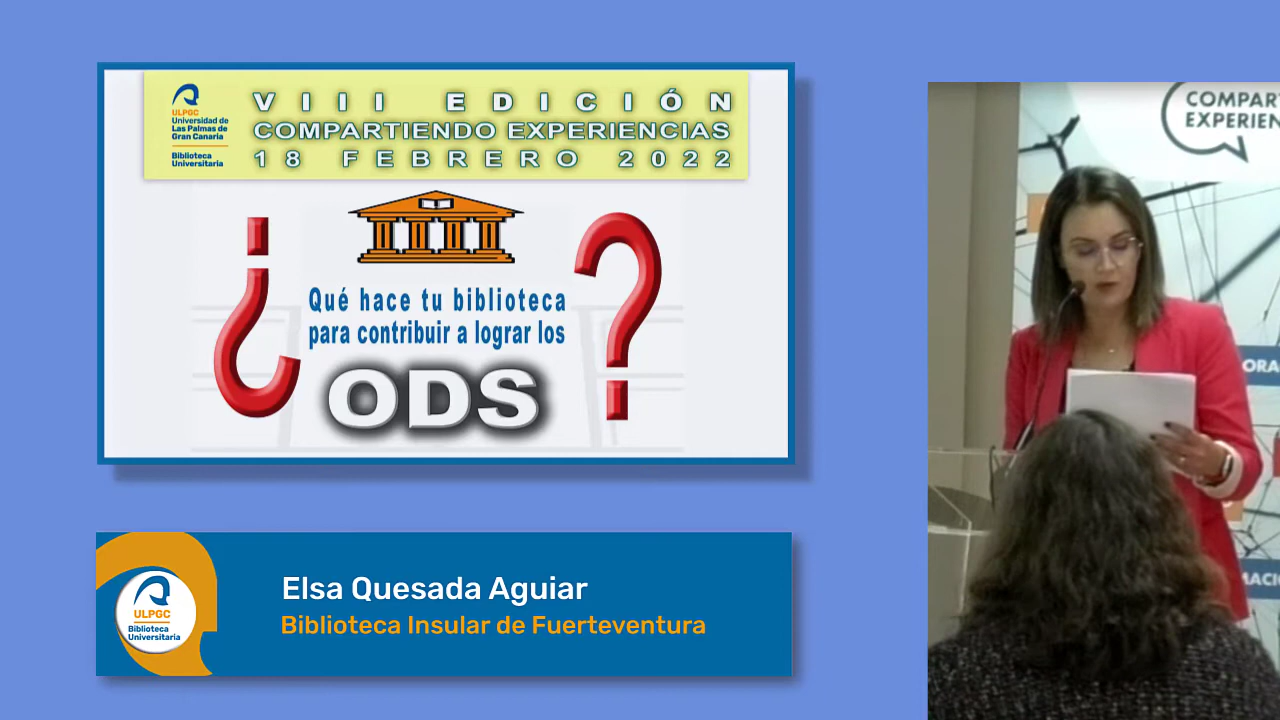 ULPGC
Universidad de
Las Palmas de
Gran Canaria
Biblioteca
Universitaria
VIII EDICIÓN
COMPARTIENDO EXPERIENCIAS
18 FEBRERO 2022
¿
Qué hace tu biblioteca
para contribuir a lograr los
ODS
?
ULPGC
Biblioteca
Universitaria
Elsa Quesada Aguiar
Biblioteca Insular de Fuerteventura
COMPART
EXPERIEN
ORA
MACI